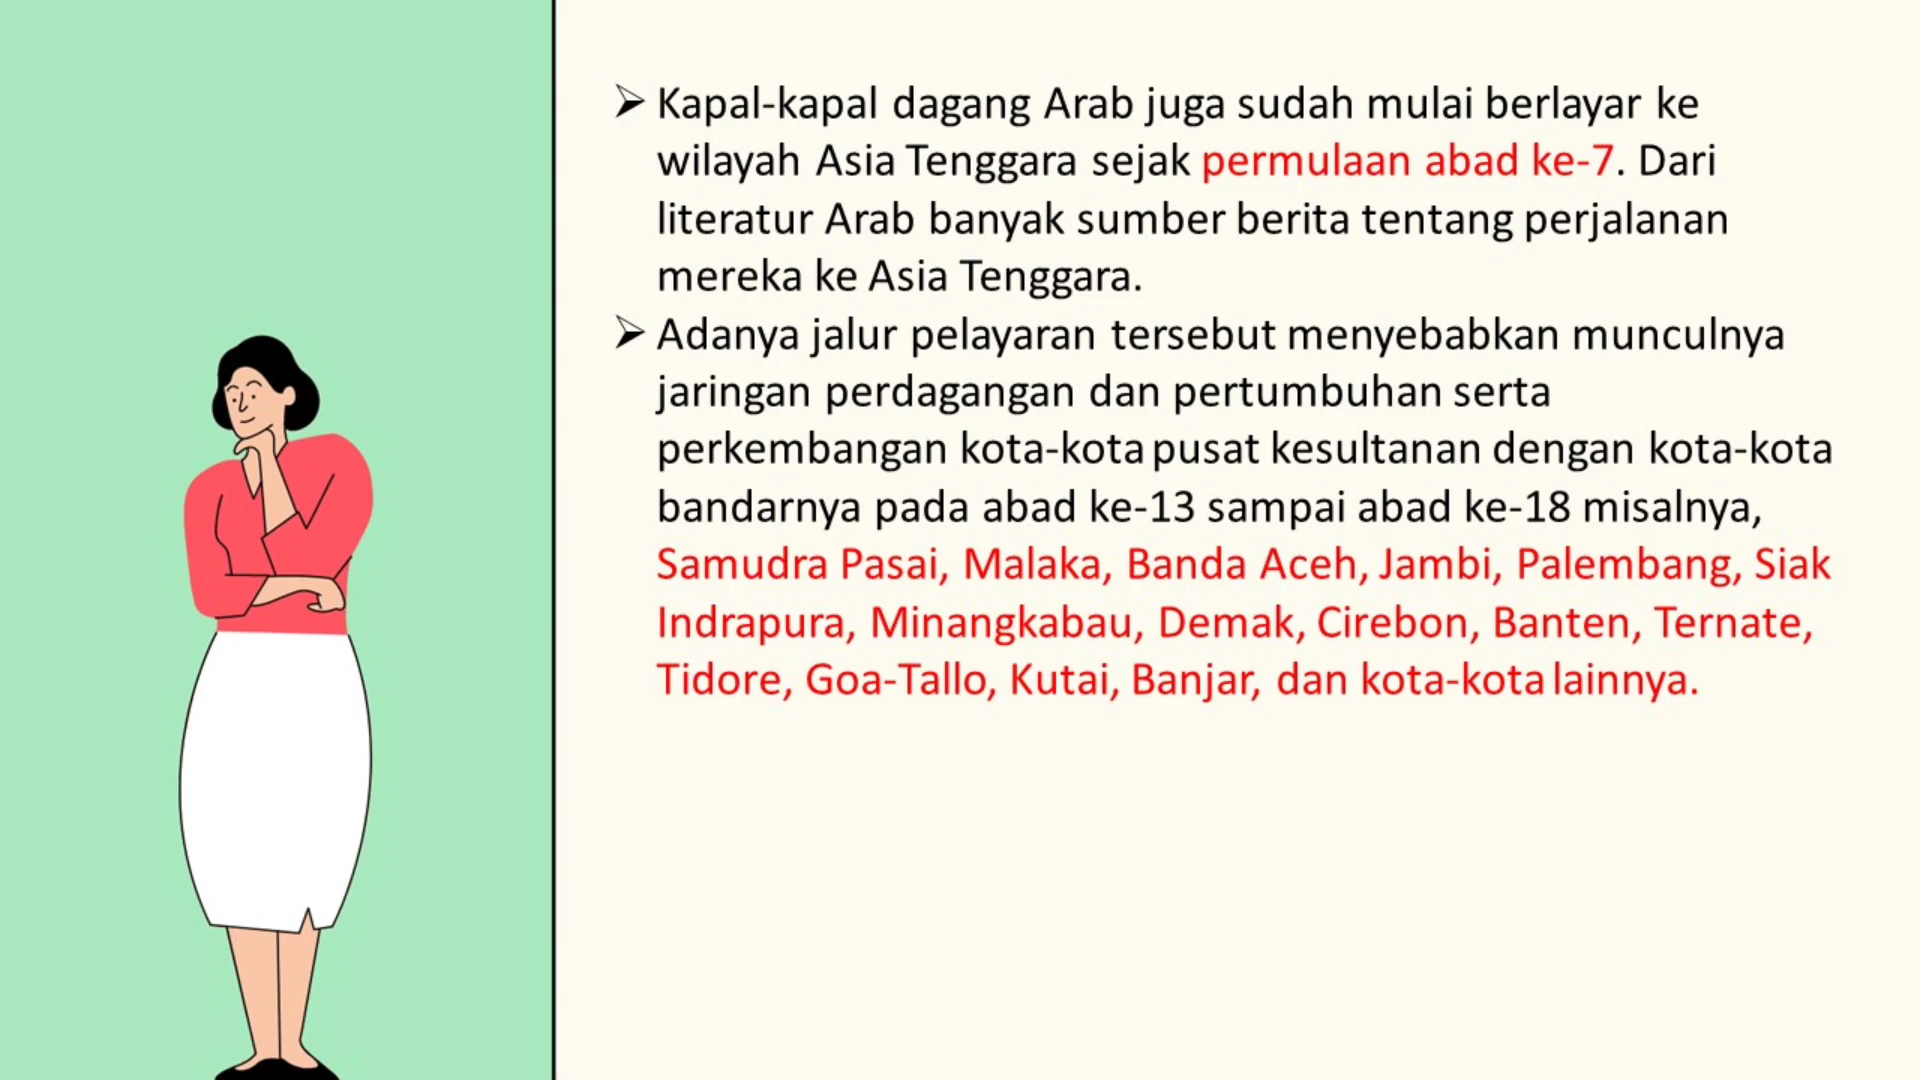 ➢ Kapal-kapal dagang Arab juga sudah mulai berlayar ke
wilayah Asia Tenggara sejak permulaan abad ke-7. Dari
literatur Arab banyak sumber berita tentang perjalanan
mereka ke Asia Tenggara.
➢ Adanya jalur pelayaran tersebut menyebabkan munculnya
jaringan perdagangan dan pertumbuhan serta
perkembangan kota-kota pusat kesultanan dengan kota-kota
bandarnya pada abad ke-13 sampai abad ke-18 misalnya,
Samudra Pasai, Malaka, Banda Aceh, Jambi, Palembang, Siak
Indrapura, Minangkabau, Demak, Cirebon, Banten, Ternate,
Tidore, Goa-Tallo, Kutai, Banjar, dan kota-kota lainnya.